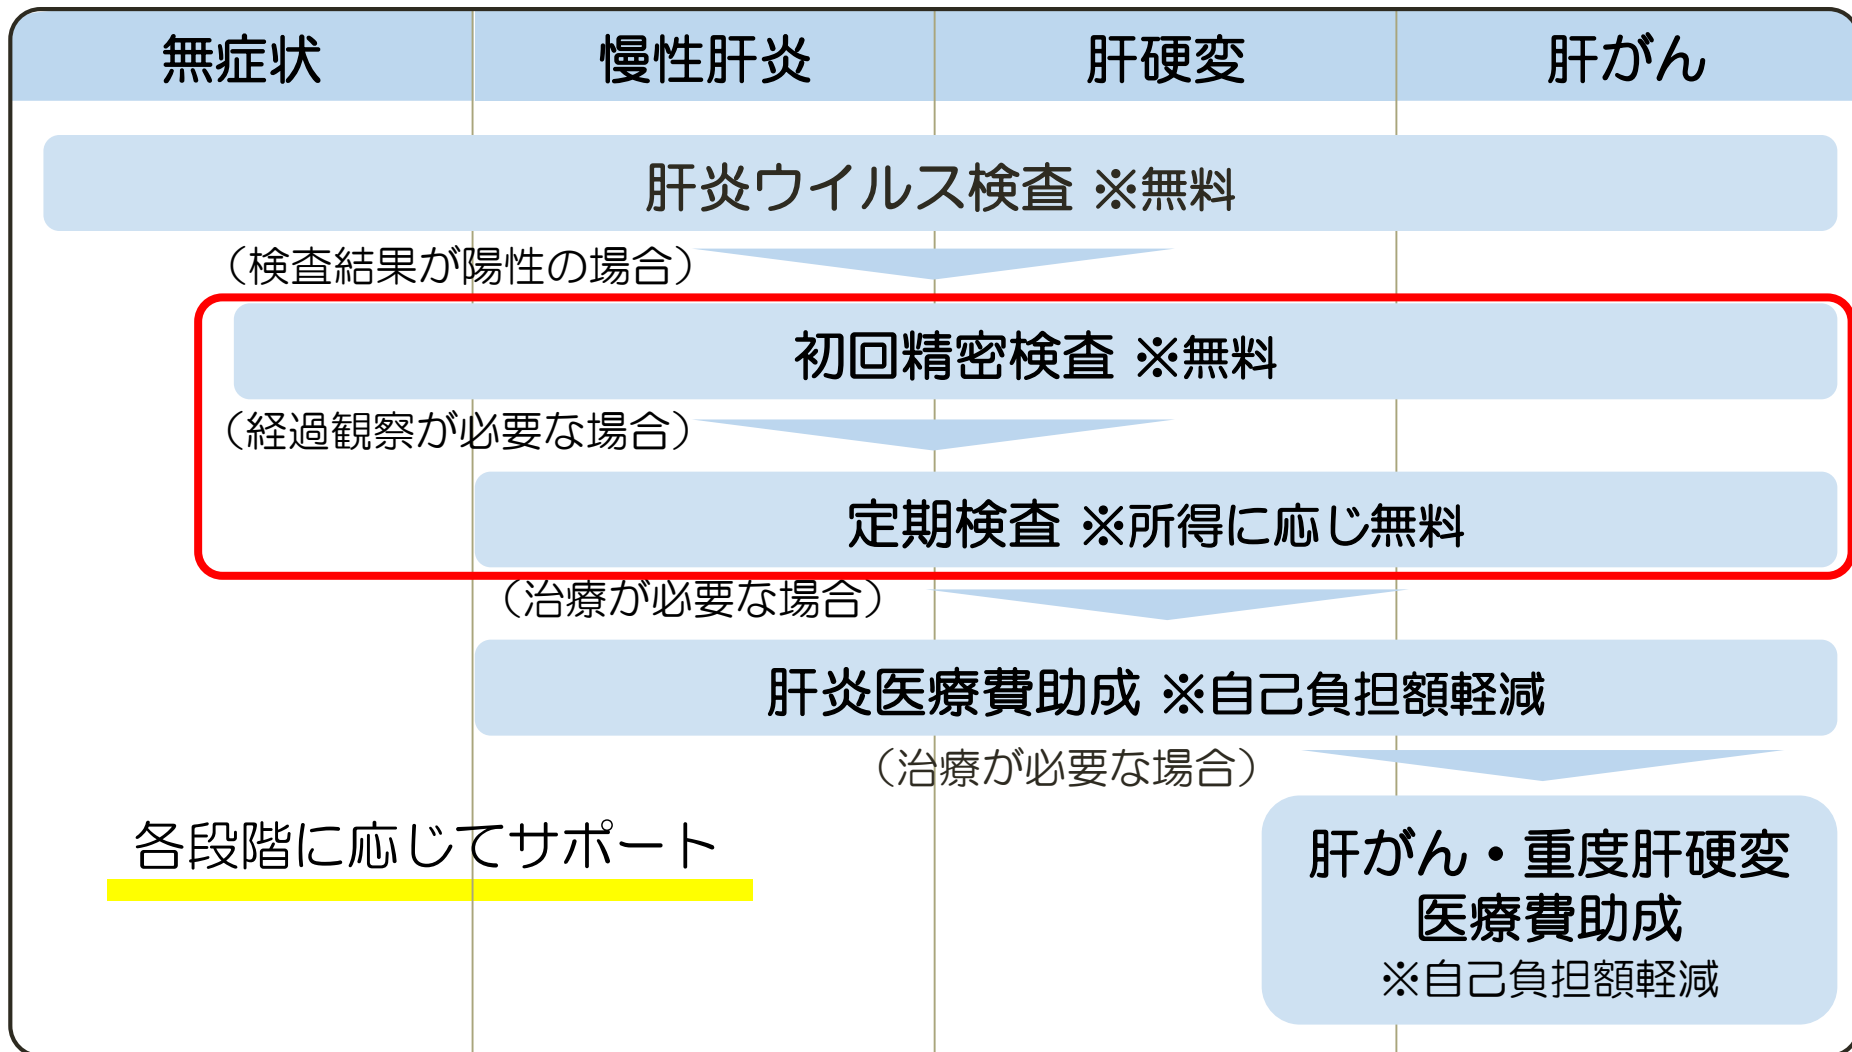 無症状 慢性肝炎 肝硬変 肝がん
肝炎ウイルス検査 ※無料
（検査結果が陽性の場合）
初回精密検査 ※無料
（経過観察が必要な場合）
定期検査 ※所得に応じ無料
（治療が必要な場合）
肝炎医療費助成 ※自己負担額軽減
（治療が必要な場合）
各段階に応じてサポート
肝がん・重度肝硬変
医療費助成
※自己負担額軽減